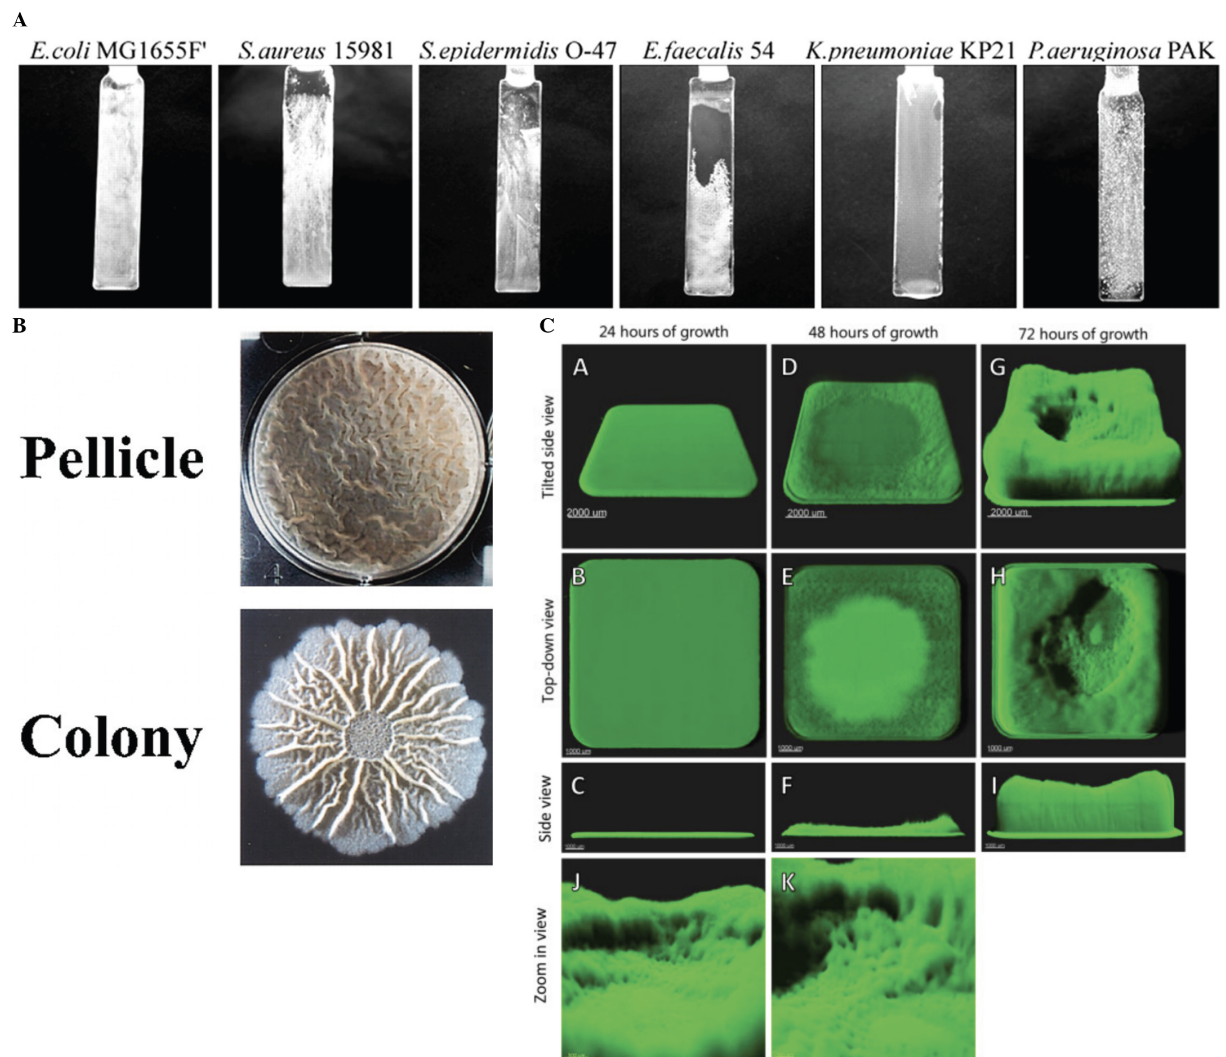 A
E.coli MG1655F'
S.aureus 15981
S.epidermidis O-47
E.faecalis 54
K.pneumoniae KP21
P.aeruginosa PAK
B
Pellicle
Colony
C
24 hours of growth
48 hours of growth
72 hours of growth
Tilted side view
A
2000 um
D
2000 um
G
2000 um
Top-down view
B
1000 um
E
1000 um
H
1000 um
Side view
C
F
I
Zoom in view
J
K